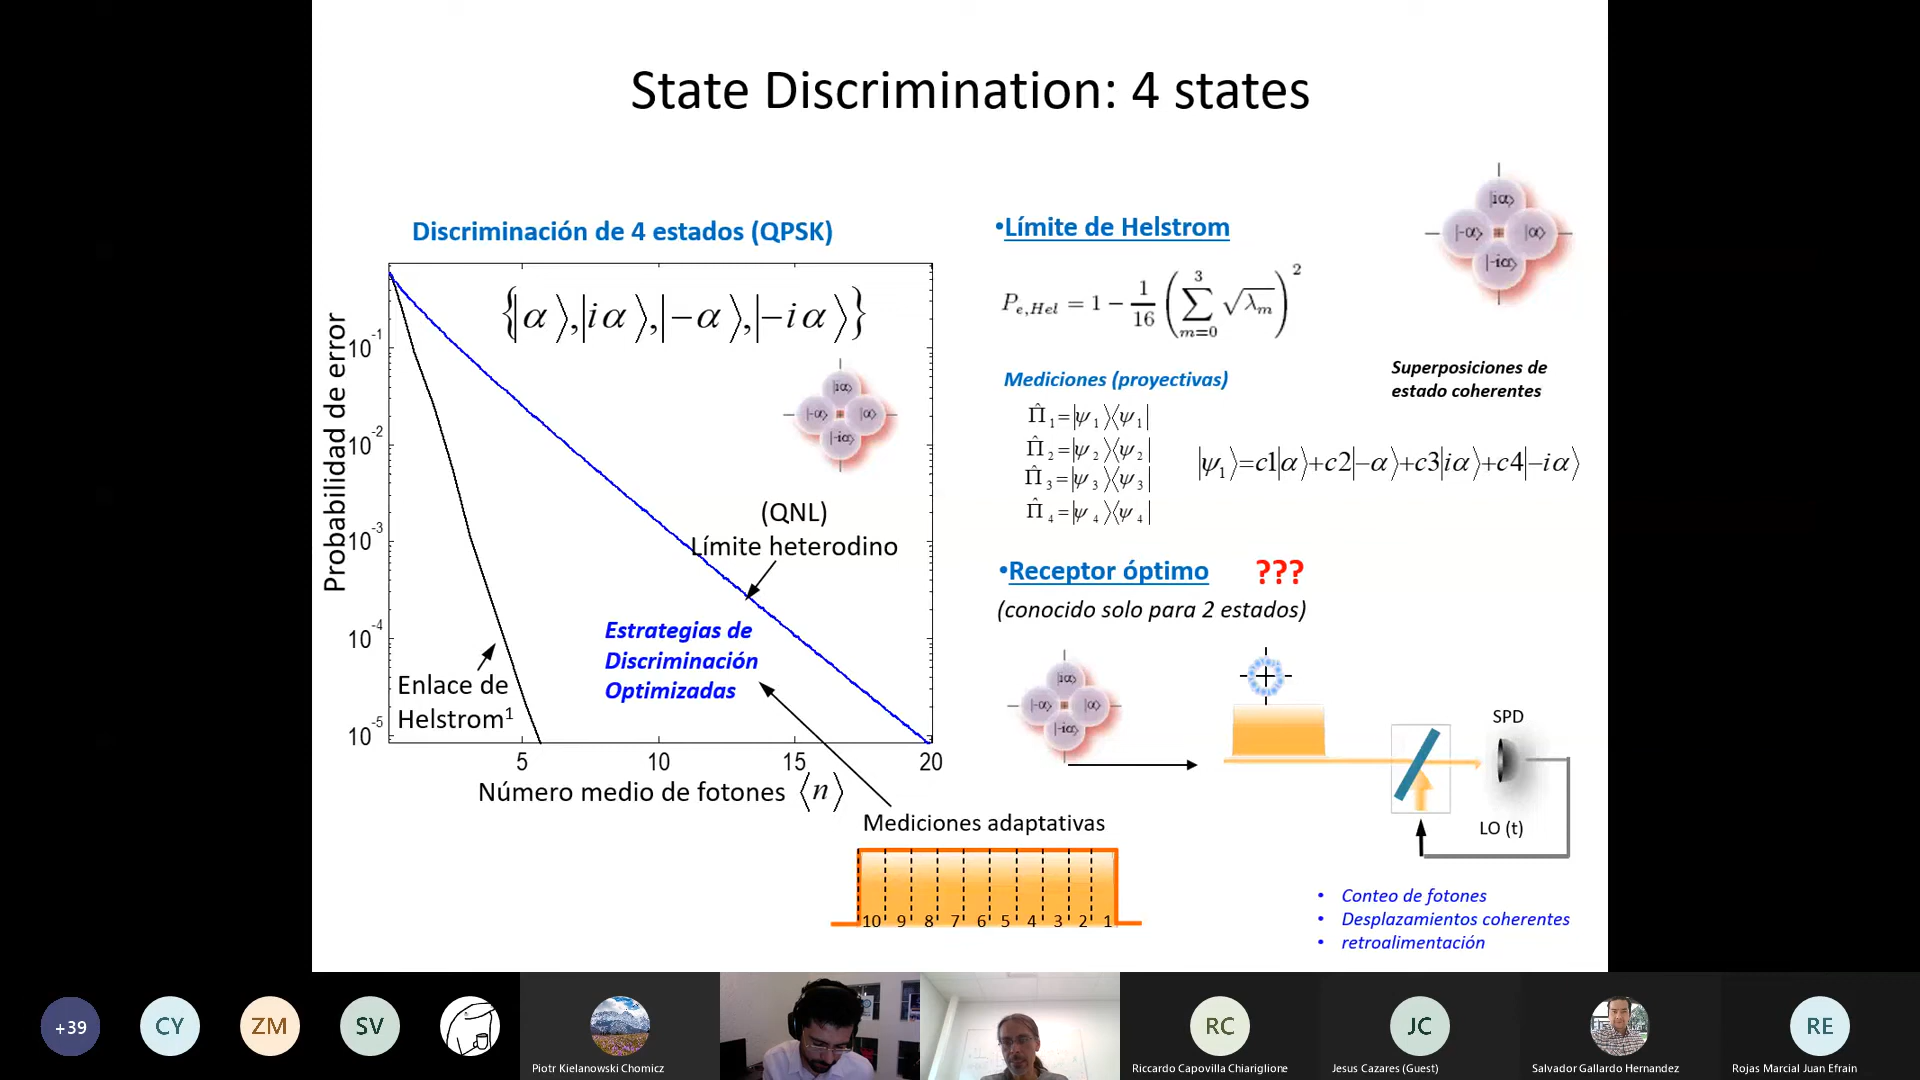 State Discrimination: 4 states
Discriminación de 4 estados (QPSK)
{|α⟩,|iα⟩,|−α⟩,|−iα⟩}
|iα⟩
|-α⟩
|α⟩
|-iα⟩
Probabilidad de error
10-1
10-2
10-3
10-4
10-5
(QNL)
Límite heterodino
Estrategias de
Discriminación
Optimizadas
Enlace de
Helstrom1
5
10
15
20
Número medio de fotones ⟨n⟩
Mediciones adaptativas
10 9 8 7 6 5 4 3 2 1
•Límite de Helstrom
P e,Hel = 1 − 1/16 (∑ m=0 3 √λm)2
|iα⟩
|-α⟩
|α⟩
|-iα⟩
Superposiciones de
estado coherentes
Mediciones (proyectivas)
Π̂1=|ψ1⟩⟨ψ1|
Π̂2=|ψ2⟩⟨ψ2|
Π̂3=|ψ3⟩⟨ψ3|
Π̂4=|ψ4⟩⟨ψ4|
|ψ1⟩=c1|α⟩+c2|−α⟩+c3|iα⟩+c4|−iα⟩
•Receptor óptimo ???
(conocido solo para 2 estados)
|iα⟩
|-α⟩
|α⟩
|-iα⟩
SPD
LO (t)
• Conteo de fotones
• Desplazamientos coherentes
• retroalimentación
+39
CY
ZM
SV
Piotr Kielanowski Chomicz
RC
Riccardo Capovilla Chiariglione
JC
Jesus Cazares (Guest)
Salvador Gallardo Hernandez
RE
Rojas Marcial Juan Efrain